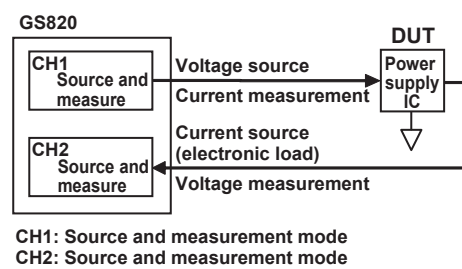 GS820
DUT
CH1
Source and
measure
Voltage source
Current measurement
Power
supply
IC
CH2
Source and
measure
Current source
(electronic load)
Voltage measurement
CH1: Source and measurement mode
CH2: Source and measurement mode